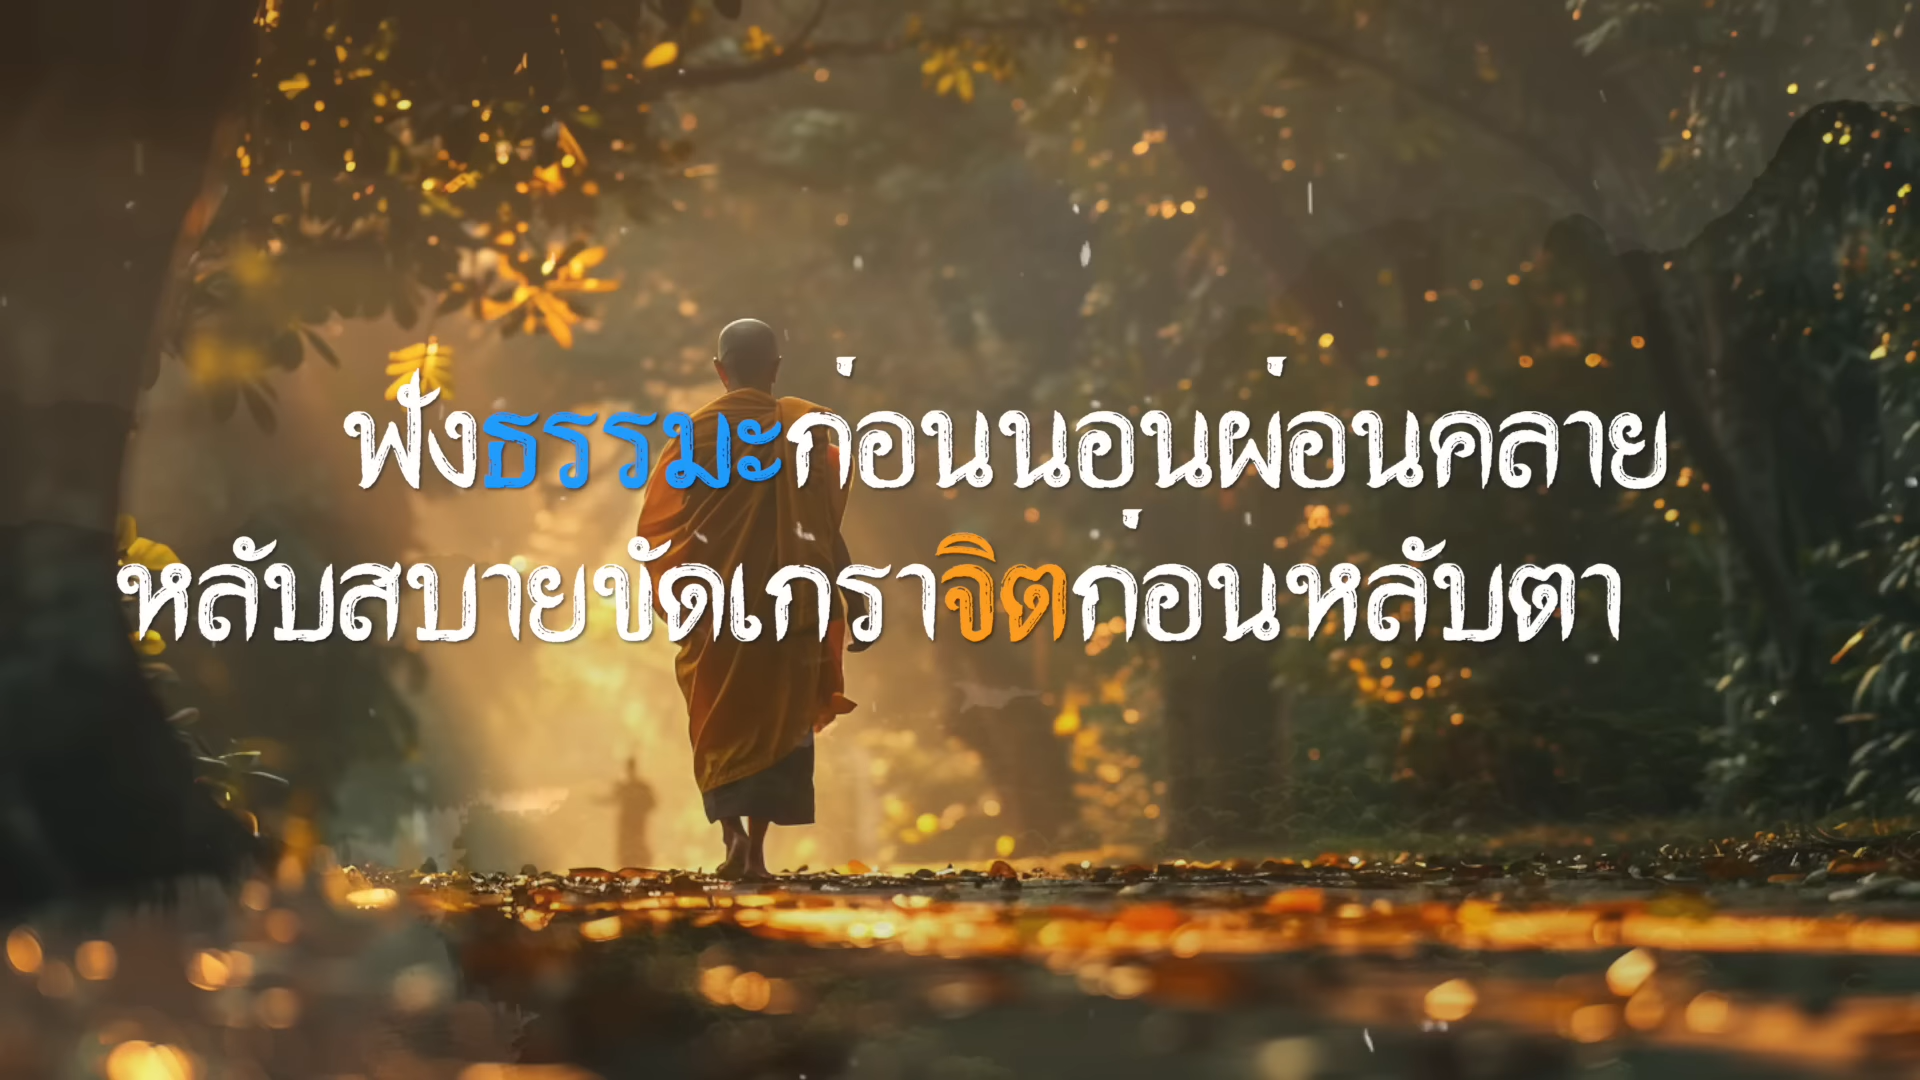 ฟังธรรมะก่อนนอนผ่อนคลาย
หลับสบายขัดเกราจิตก่อนหลับตา